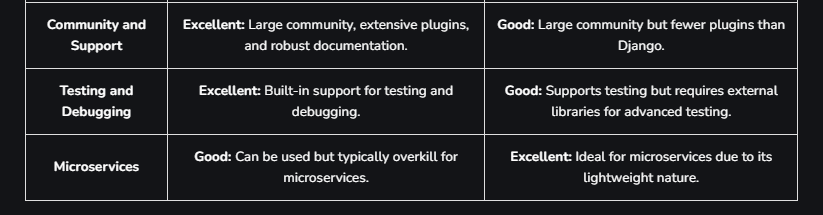 Community and
Support
Excellent: Large community, extensive plugins,
and robust documentation.
Good: Large community but fewer plugins than
Django.
Testing and
Debugging
Excellent: Built-in support for testing and
debugging.
Good: Supports testing but requires external
libraries for advanced testing.
Microservices
Good: Can be used but typically overkill for
microservices.
Excellent: Ideal for microservices due to its
lightweight nature.